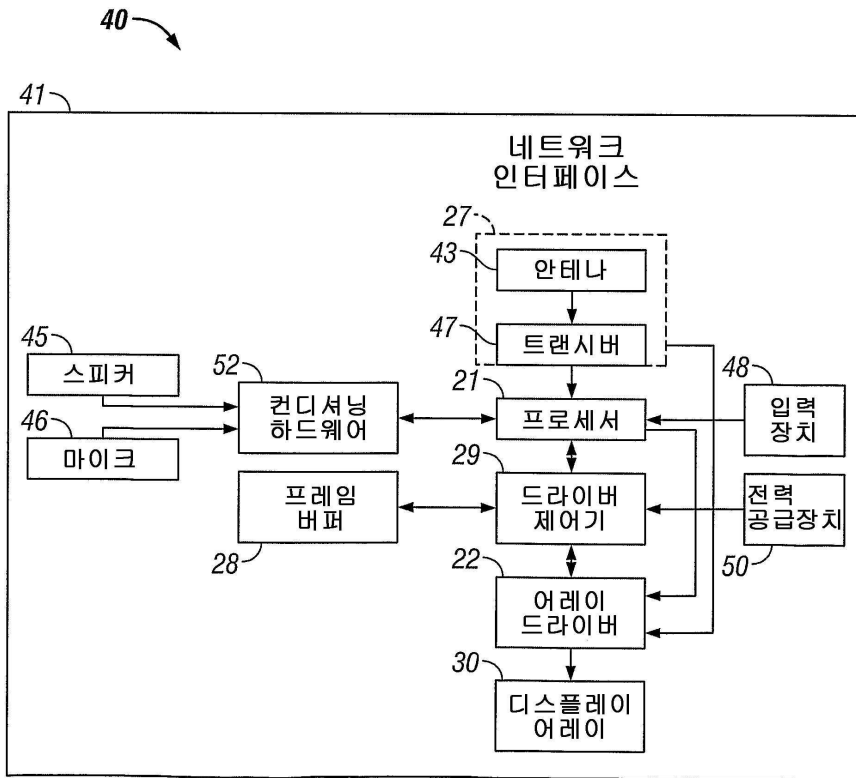 40
41
네트워크
인터페이스
27
43
안테나
47
트랜시버
45
스피커
52
컨디셔닝
하드웨어
46
마이크
21
프로세서
48
입력
장치
29
드라이버
제어기
프레임
버퍼
28
전력
공급장치
50
22
어레이
드라이버
30
디스플레이
어레이